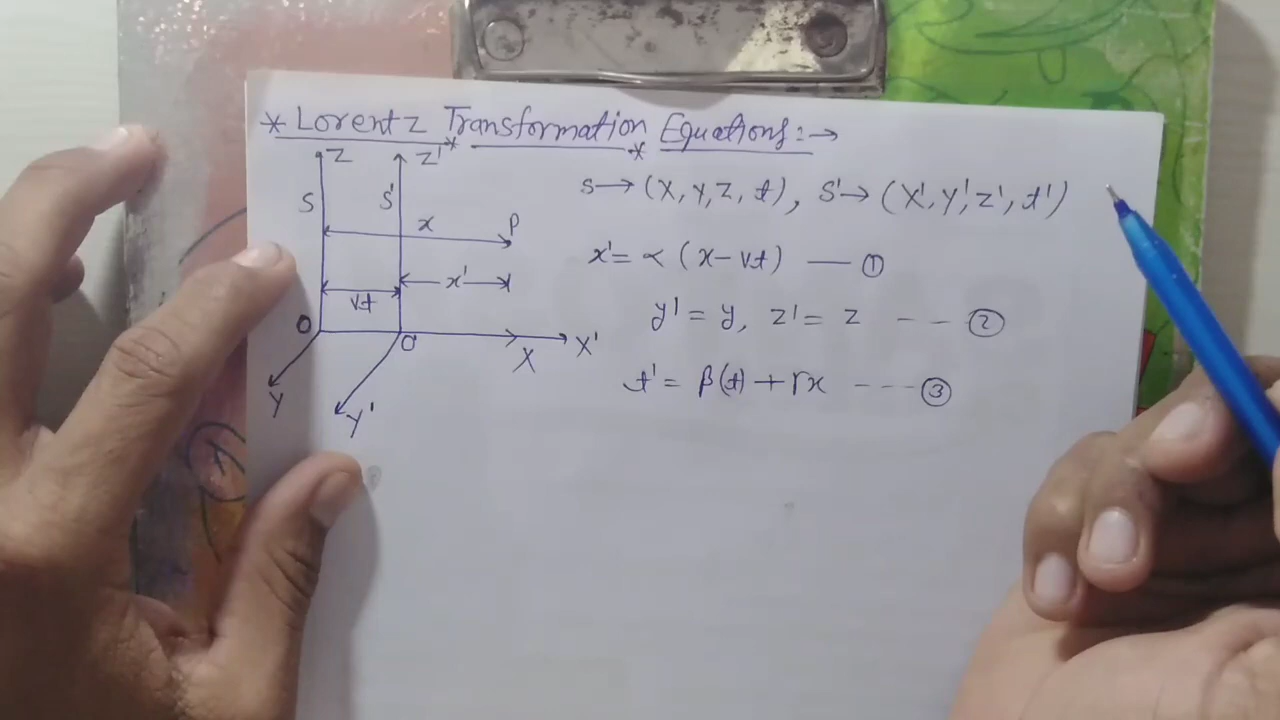 * Lorentz Transformation Equations :→
Z Z'
S S' x P
x'
vt
O O' X X'
Y Y'
S → (X, Y, Z, t), S' → (X', Y', Z', t')
x' = α (x - vt) — ①
y' = y, z' = z - - ②
t' = β(t) + γx - - - ③